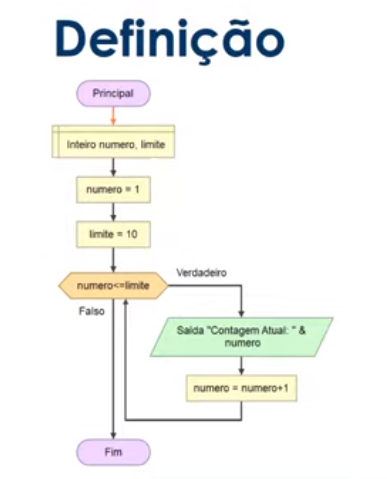 Definição
Principal
Inteiro numero, limite
numero = 1
limite = 10
numero<=limite
Verdadeiro
Falso
Saída "Contagem Atual: " &
numero
numero = numero+1
Fim